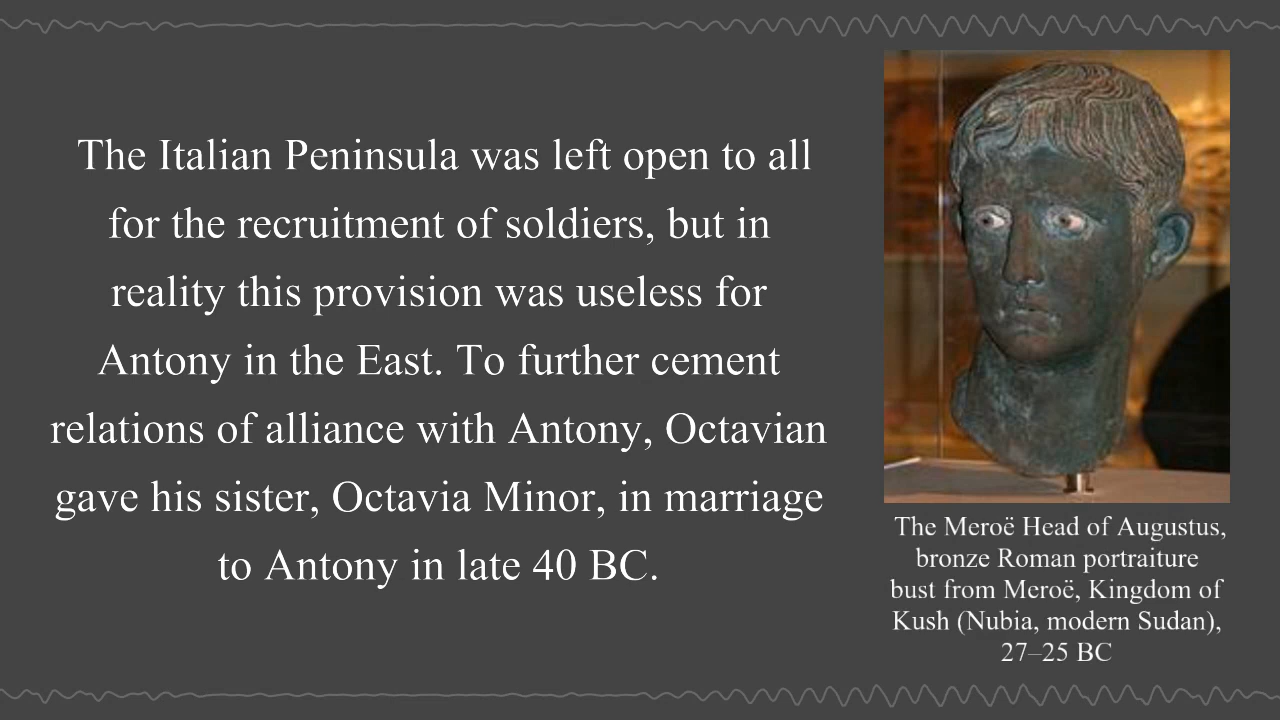 The Italian Peninsula was left open to all
for the recruitment of soldiers, but in
reality this provision was useless for
Antony in the East. To further cement
relations of alliance with Antony, Octavian
gave his sister, Octavia Minor, in marriage
to Antony in late 40 BC.
The Meroë Head of Augustus,
bronze Roman portraiture
bust from Meroë, Kingdom of
Kush (Nubia, modern Sudan),
27–25 BC